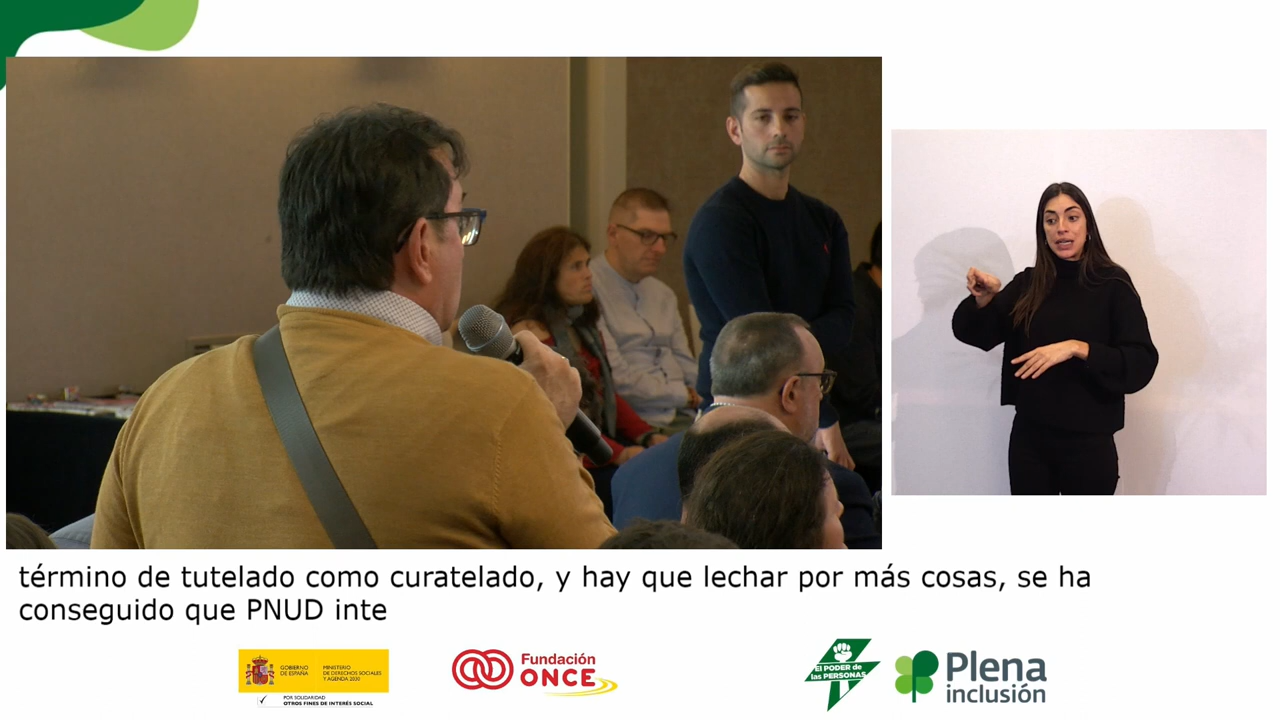 término de tutelado como curatelado, y hay que lechar por más cosas, se ha
conseguido que PNUD inte
GOBIERNO
DE ESPAÑA
MINISTERIO
DE DERECHOS SOCIALES
Y AGENDA 2030
POR SOLIDARIDAD
OTROS FINES DE INTERÉS SOCIAL
Fundación
ONCE
El PODER de
las PERSONAS
Plena
inclusión